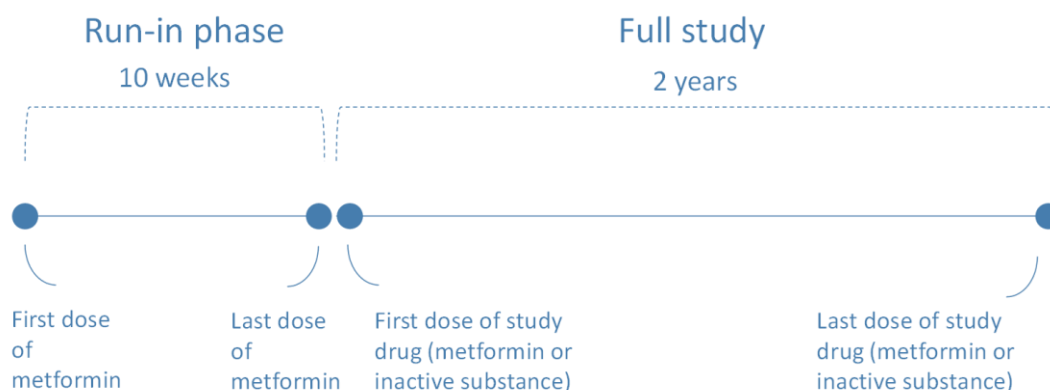 Run-in phase
10 weeks
Full study
2 years
First dose
of
metformin
Last dose
of
metformin
First dose of study
drug (metformin or
inactive substance)
Last dose of study
drug (metformin or
inactive substance)